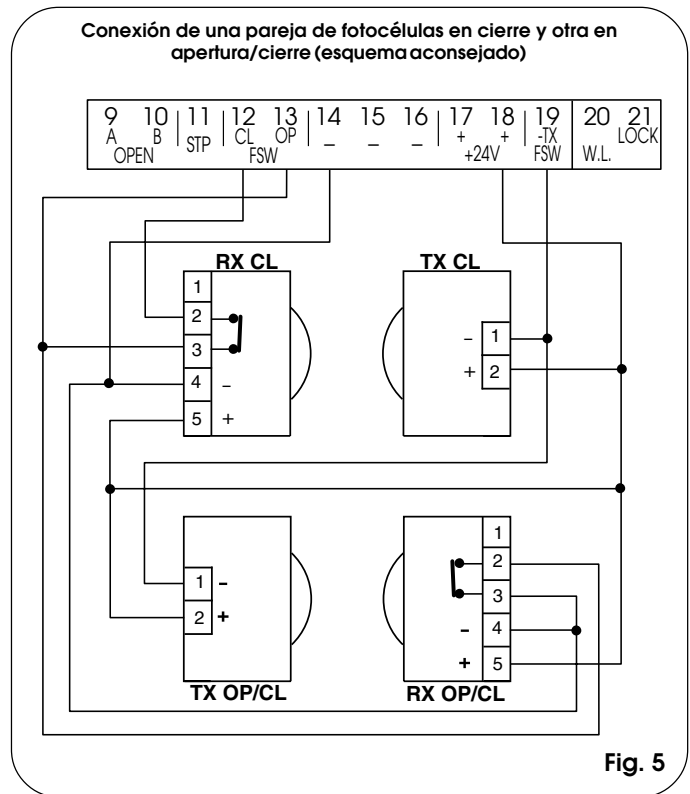 Conexión de una pareja de fotocélulas en cierre y otra en
apertura/cierre (esquema aconsejado)
9 10 11 12 13 14 15 16 17 18 19 20 21
A B STP CL OP – – – + + -TX LOCK
OPEN FSW +24V FSW W.L.
RX CL TX CL
1
2
3
4 –
5 +
– 1
+ 2
1 -
2 +
1
2
3
- 4
+ 5
TX OP/CL RX OP/CL
Fig. 5